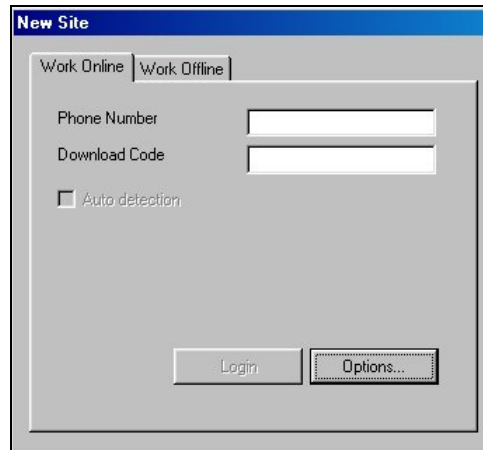 New Site
Work Online Work Offline
Phone Number
Download Code
Auto detection
Login Options...